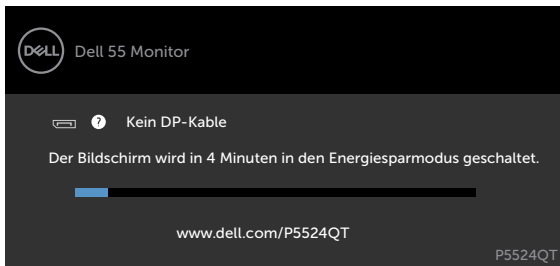 DELL
Dell 55 Monitor
? Kein DP-Kable
Der Bildschirm wird in 4 Minuten in den Energiesparmodus geschaltet.
www.dell.com/P5524QT
P5524QT